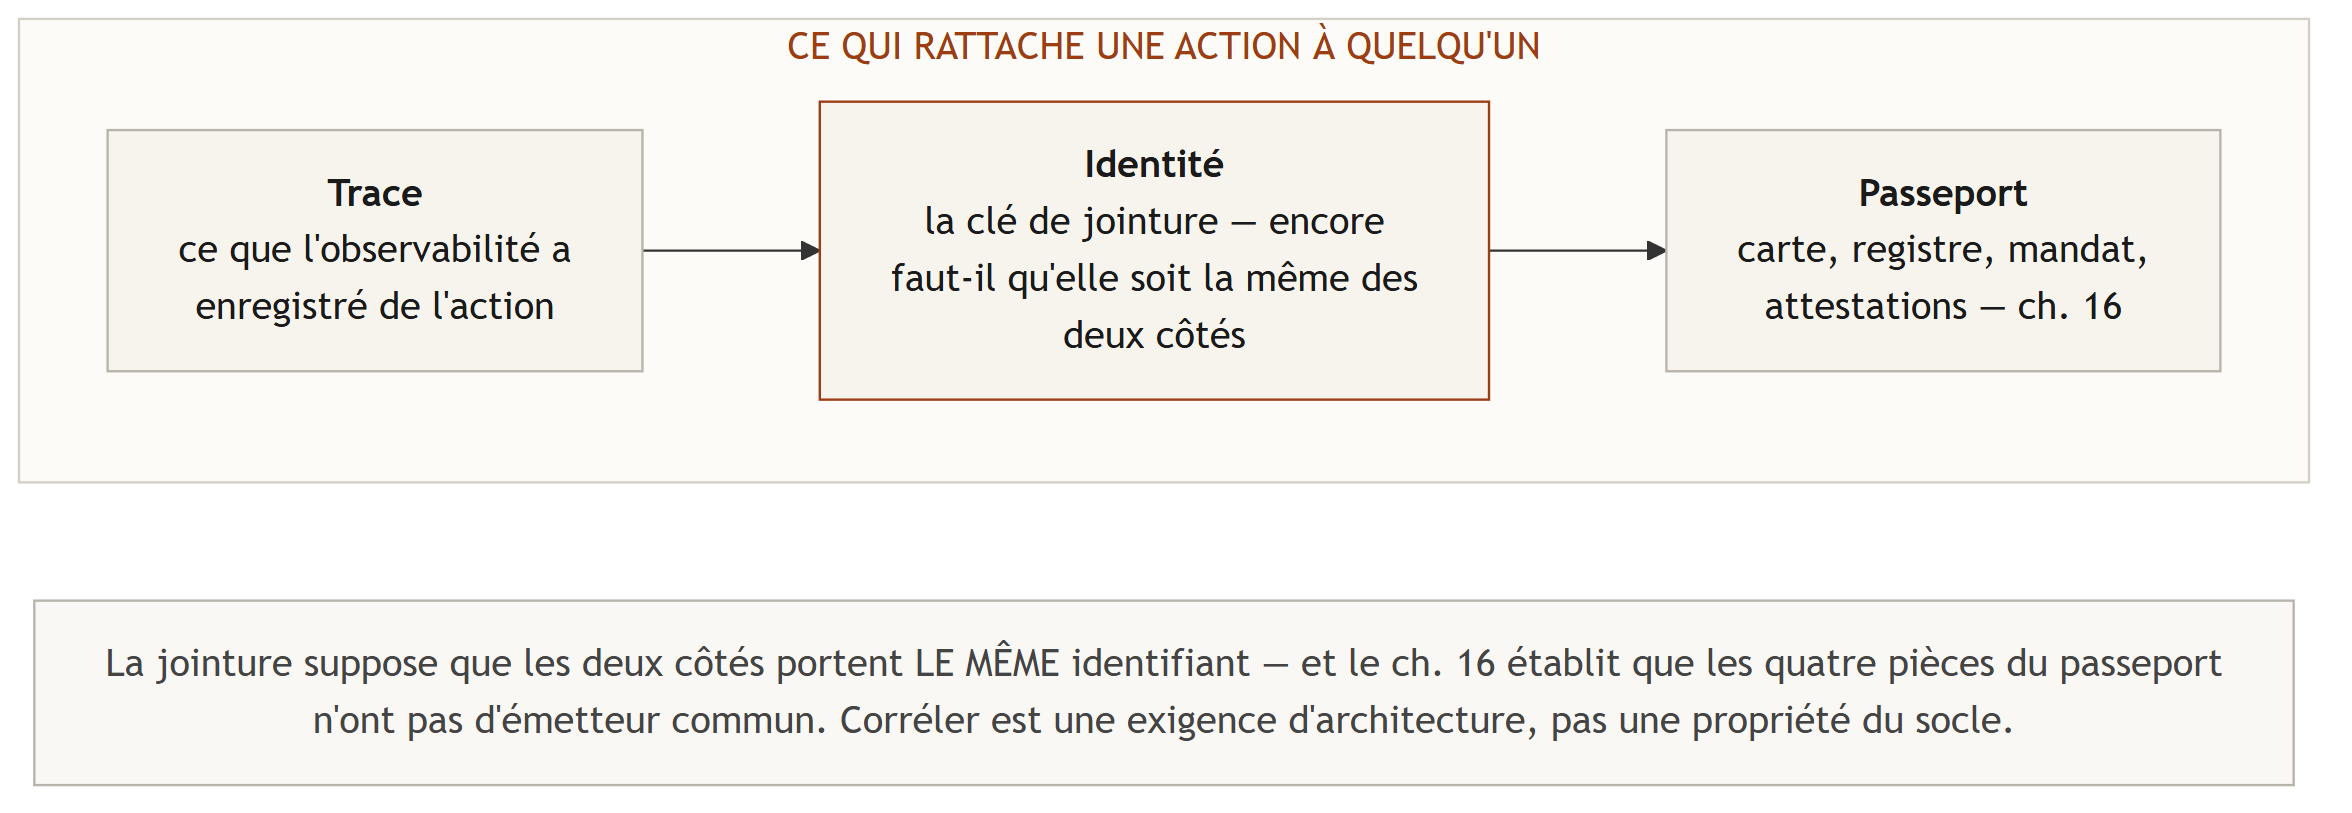 CE QUI RATTACHE UNE ACTION À QUELQU'UN
Trace
ce que l'observabilité a
enregistré de l'action
Identité
la clé de jointure — encore
faut-il qu'elle soit la même des
deux côtés
Passeport
carte, registre, mandat,
attestations — ch. 16
La jointure suppose que les deux côtés portent LE MÊME identifiant — et le ch. 16 établit que les quatre pièces du passeport
n'ont pas d'émetteur commun. Corréler est une exigence d'architecture, pas une propriété du socle.